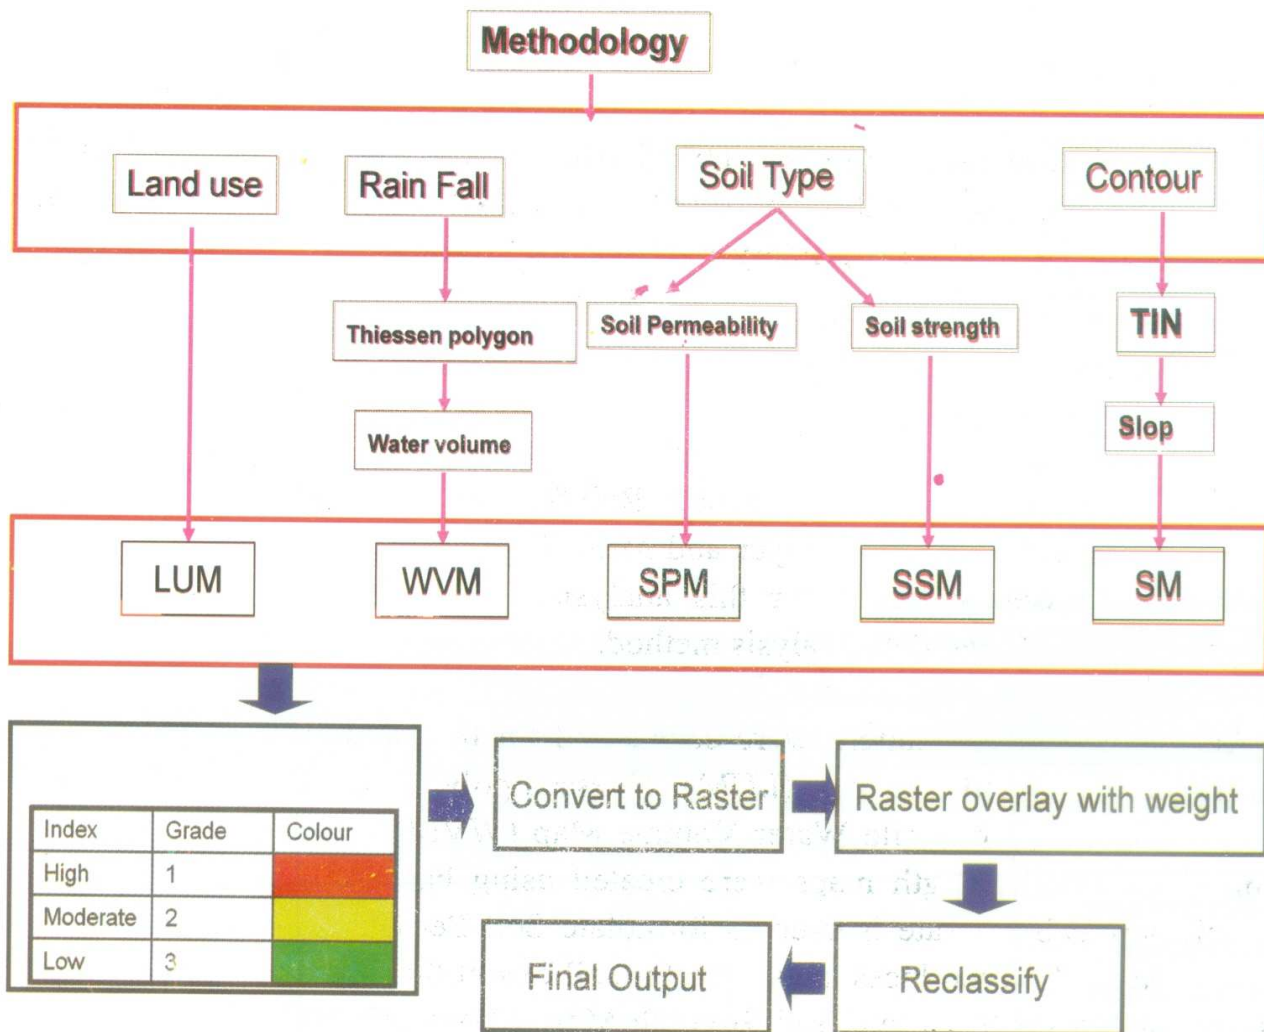 Methodology
Land use
Rain Fall
Soil Type
Contour
Thiessen polygon
Soil Permeability
Soil strength
TIN
Water volume
Slop
LUM
WVM
SPM
SSM
SM
Index Grade Colour
High 1
Moderate 2
Low 3
Convert to Raster
Raster overlay with weight
Final Output
Reclassify